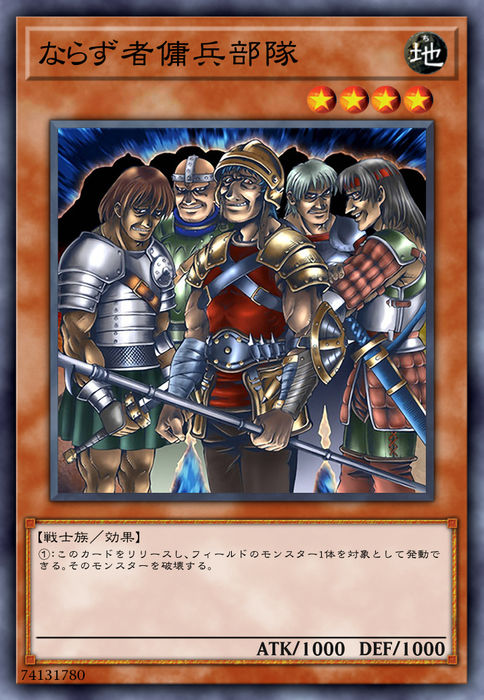 ならず者傭兵部隊
ち
地
【戦士族／効果】
①：このカードをリリースし、フィールドのモンスター1体を対象として発動で
きる。そのモンスターを破壊する。
ATK/1000 DEF/1000
74131780